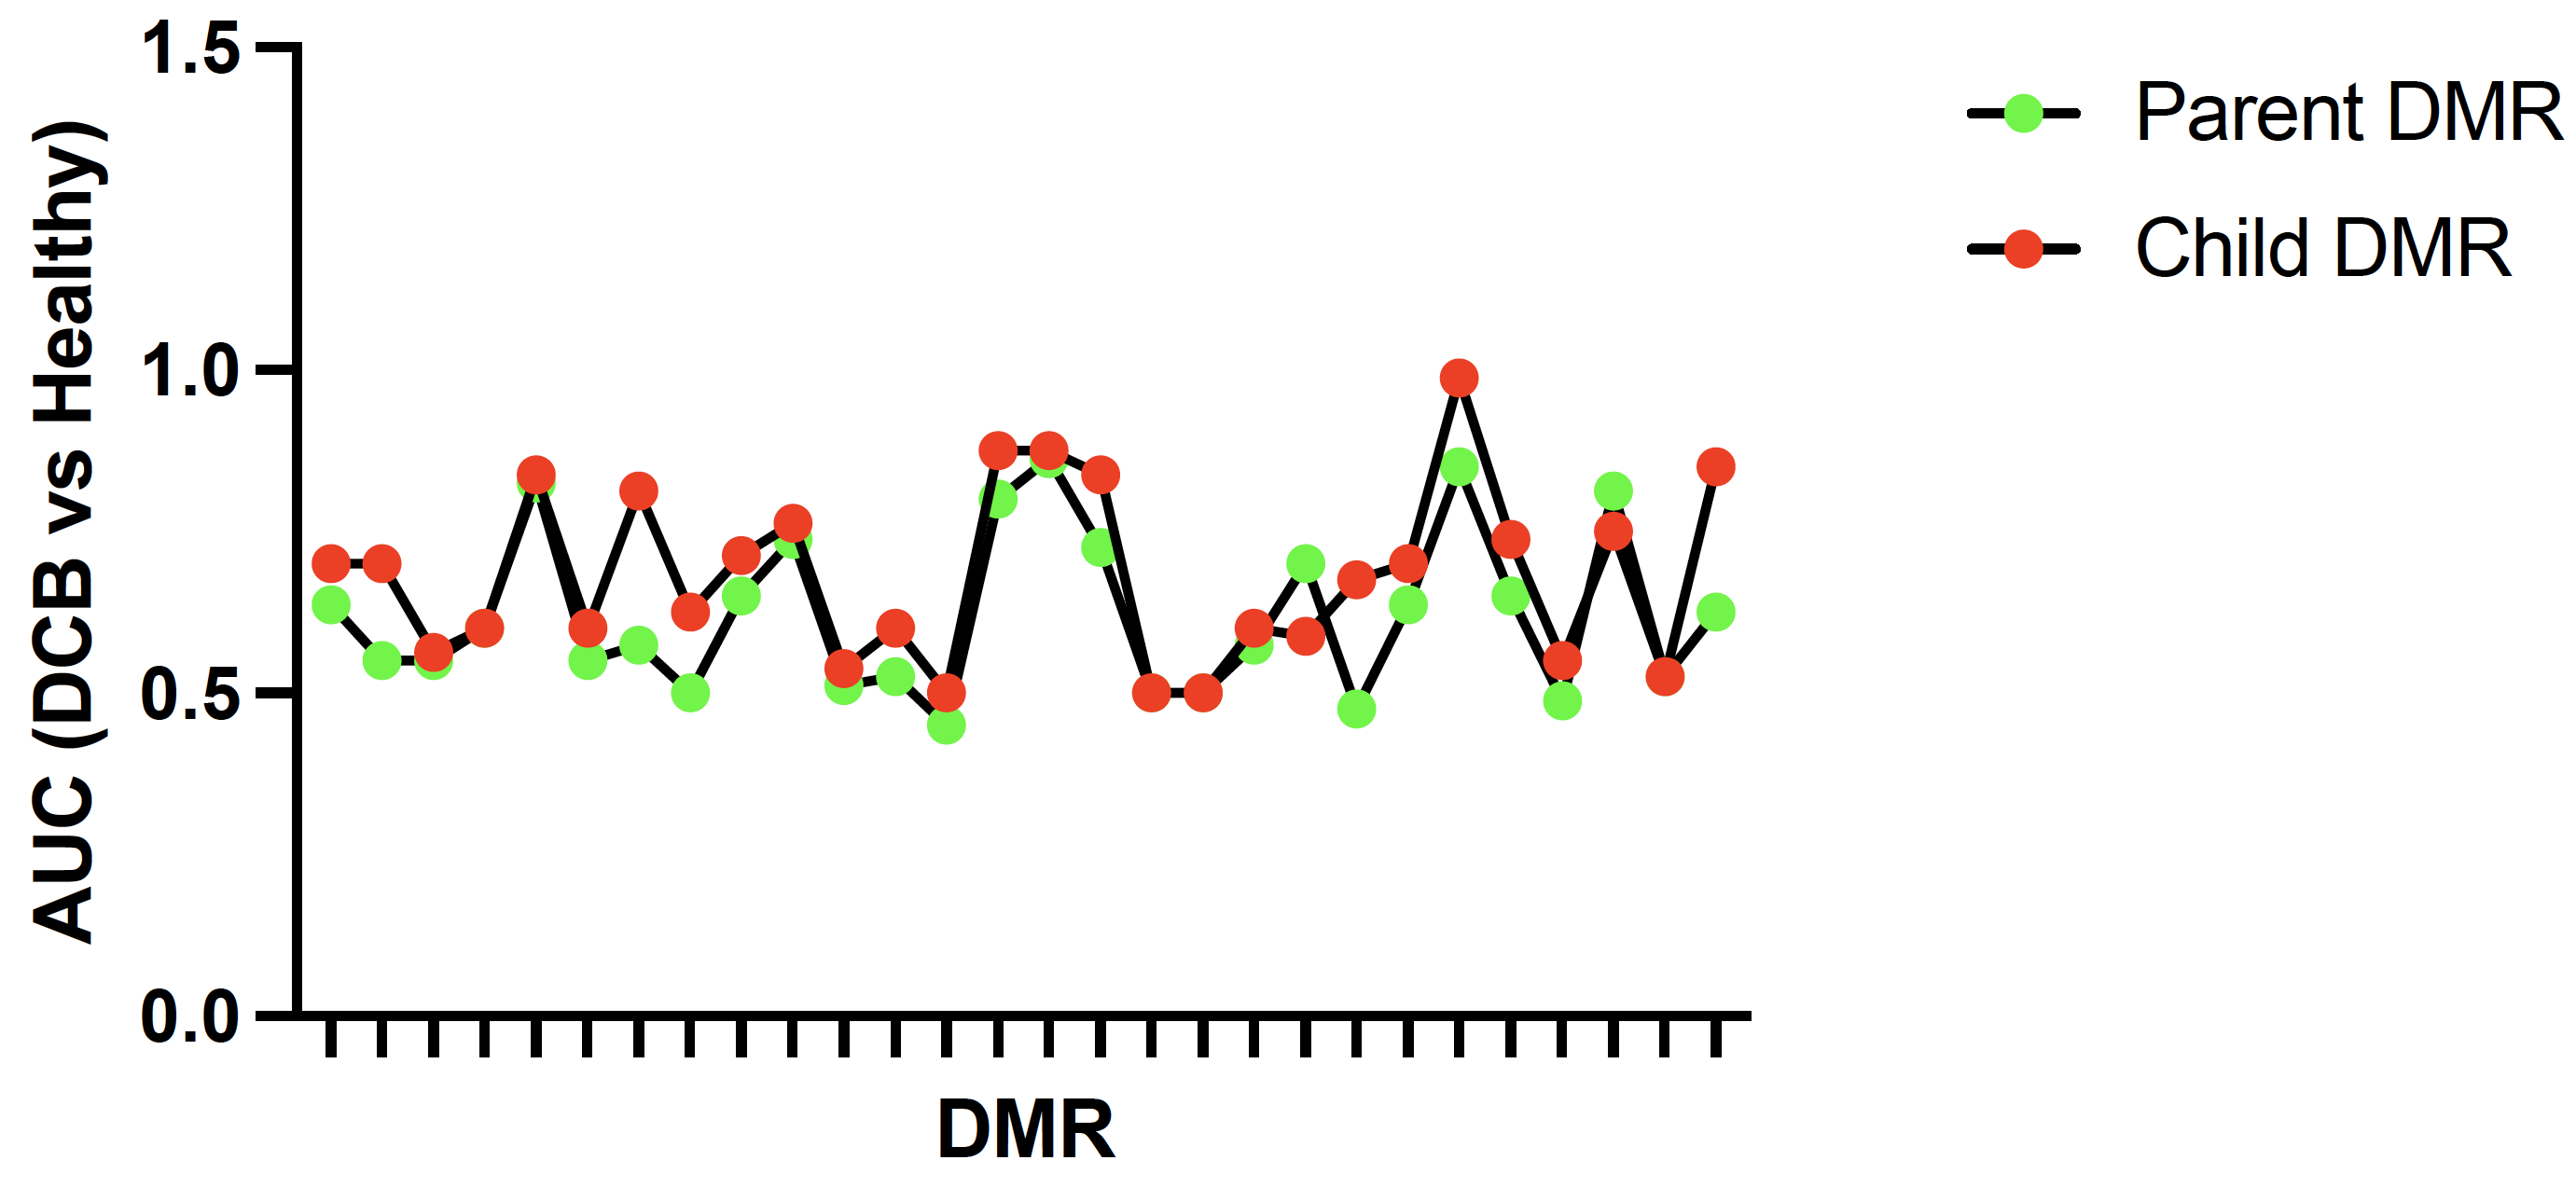 1.5
1.0
0.5
0.0
AUC (DCB vs Healthy)
DMR
Parent DMR
Child DMR